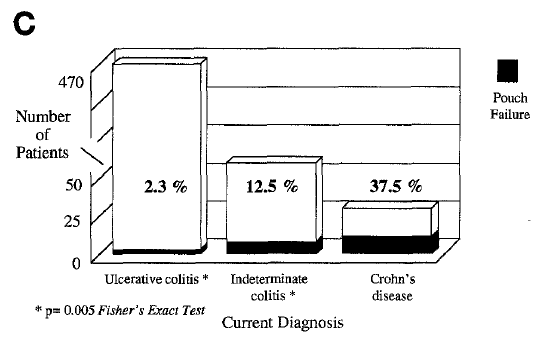 C
470
Number
of
Patients
50
25
0
2.3 %
12.5 %
37.5 %
Pouch
Failure
Ulcerative colitis *
Indeterminate
colitis *
Crohn's
disease
* p= 0.005 Fisher's Exact Test
Current Diagnosis